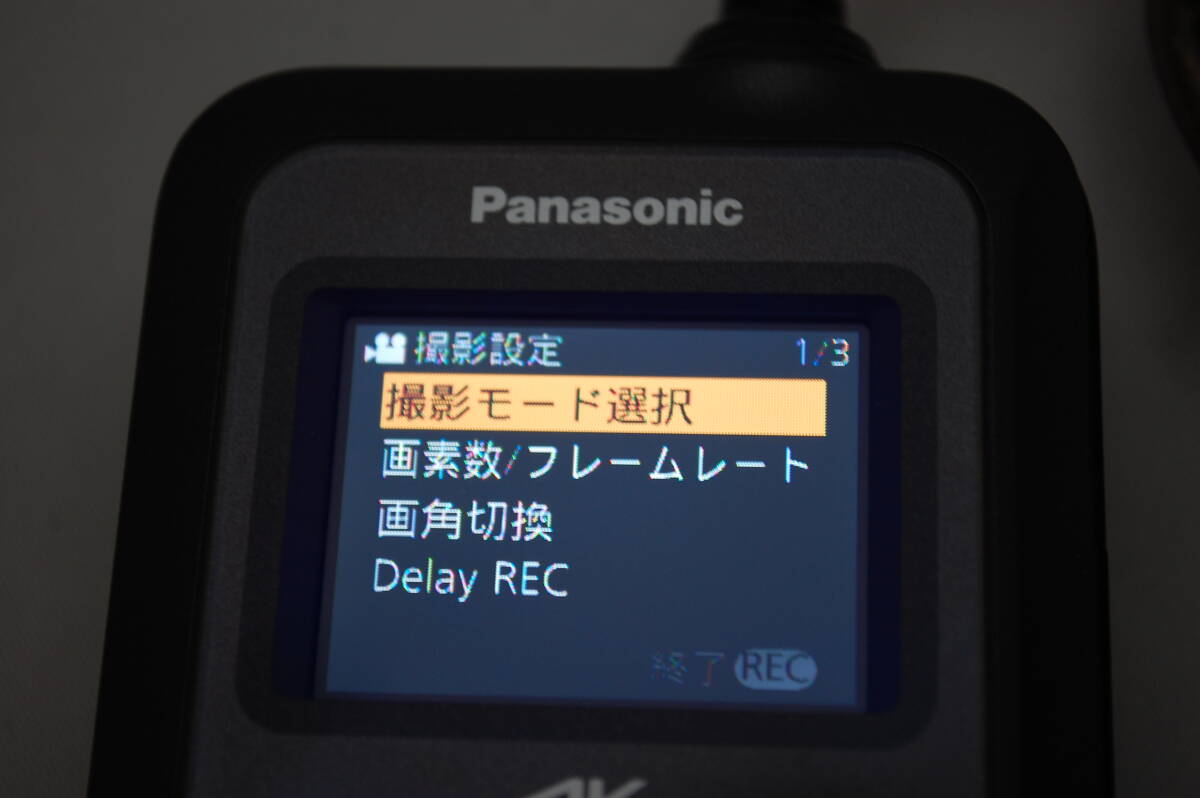 Panasonic
撮影設定 1/3
撮影モード選択
画素数/フレームレート
画角切換
Delay REC
終了 REC
4K